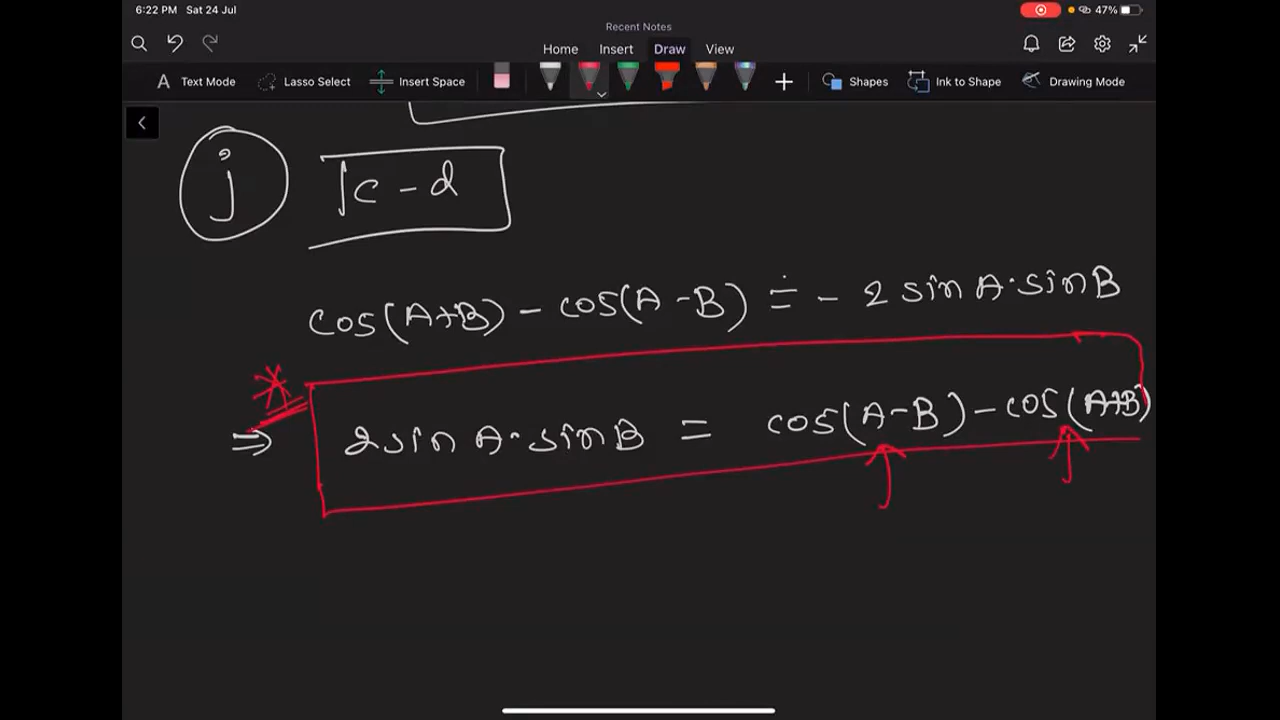 6:22 PM Sat 24 Jul 47%
Recent Notes
Home Insert Draw View
Text Mode Lasso Select Insert Space Shapes Ink to Shape Drawing Mode
j c - d
cos(A+B) - cos(A -B) = - 2 sin A · sin B
⇒ 2 sin A · sin B = cos(A-B) - cos(A+B)